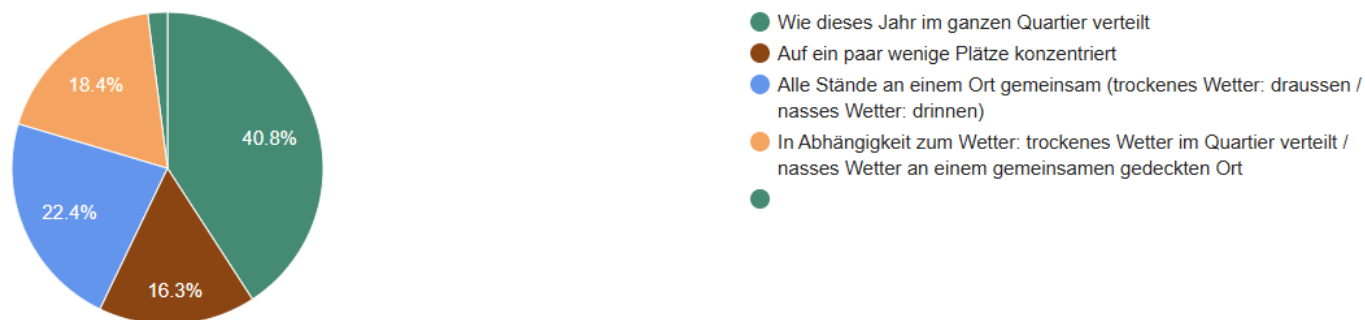 18.4%
40.8%
22.4%
16.3%
Wie dieses Jahr im ganzen Quartier verteilt
Auf ein paar wenige Plätze konzentriert
Alle Stände an einem Ort gemeinsam (trockenes Wetter: draussen /
nasses Wetter: drinnen)
In Abhängigkeit zum Wetter: trockenes Wetter im Quartier verteilt /
nasses Wetter an einem gemeinsamen gedeckten Ort